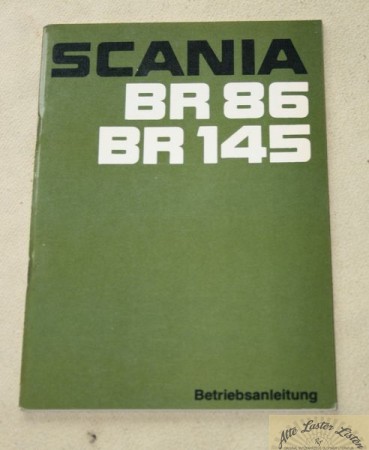 SCANIA
BR 86
BR 145
Betriebsanleitung
Alte Laster Listen